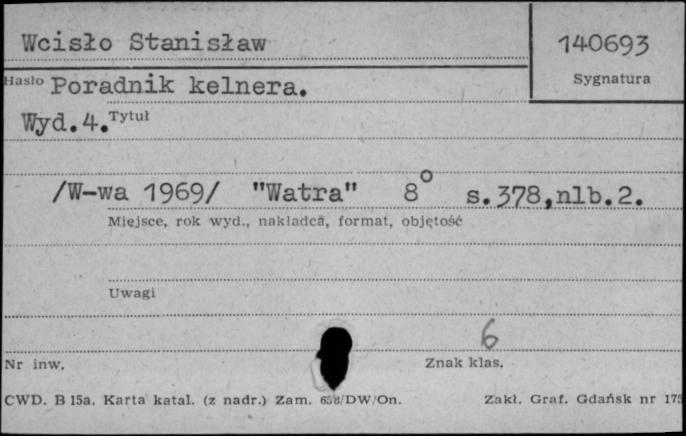 Wcisło Stanisław
140693
Hasło
Sygnatura
Poradnik kelnera.
Wyd.4.
Tytuł
/W-wa 1969/ "Watra" 8° s.378,nlb.2.
Miejsce, rok wyd., nakładca, format, objętość
Uwagi
6
Nr inw.
Znak klas.
CWD. B 15a. Karta katal. (z nadr.) Zam. /DW/On.
Zakł. Graf. Gdańsk nr